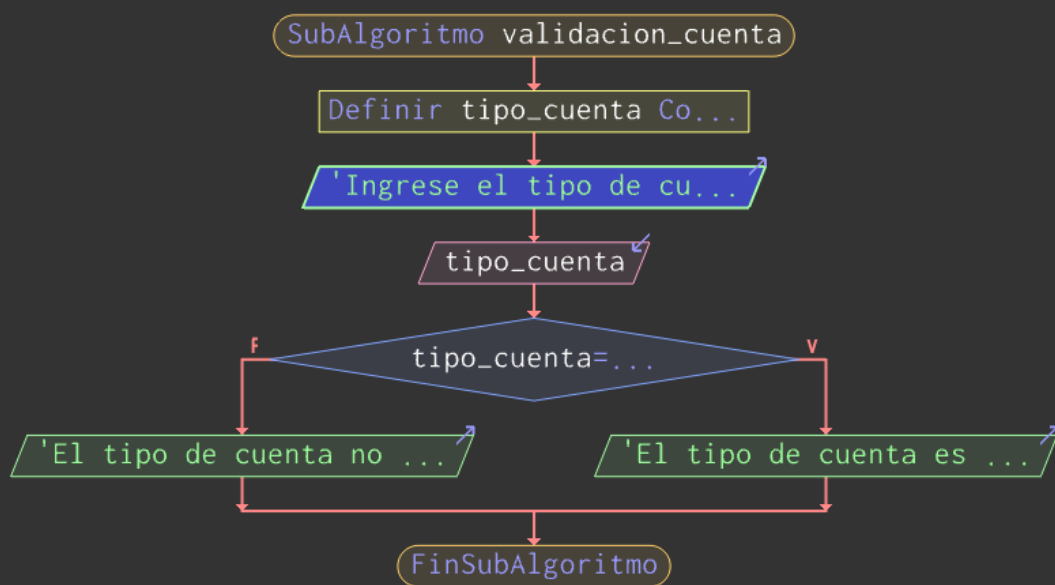 SubAlgoritmo validacion_cuenta
Definir tipo_cuenta Co...
'Ingrese el tipo de cu...
tipo_cuenta
tipo_cuenta=...
F
V
'El tipo de cuenta no ...
'El tipo de cuenta es ...
FinSubAlgoritmo